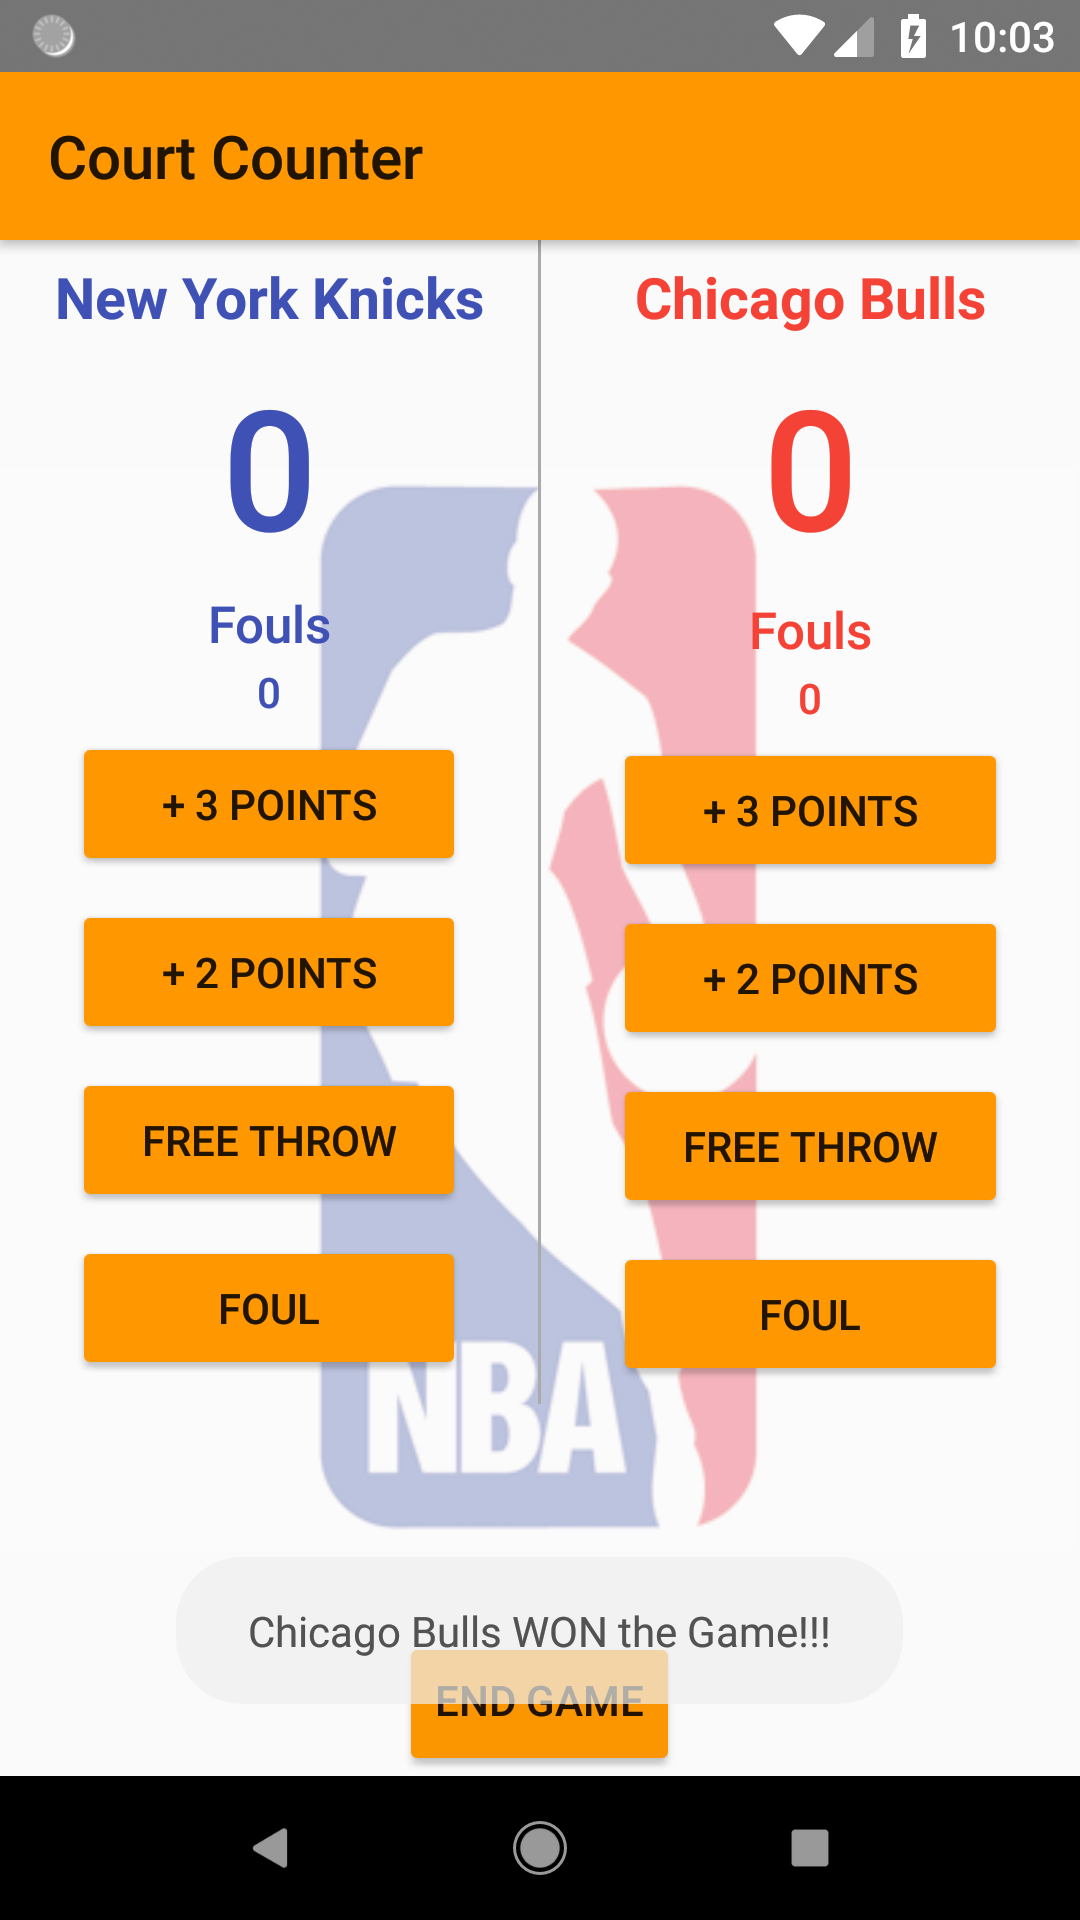 10:03
Court Counter
New York Knicks
0
Fouls
0
+ 3 POINTS
+ 2 POINTS
FREE THROW
FOUL
Chicago Bulls
0
Fouls
0
+ 3 POINTS
+ 2 POINTS
FREE THROW
FOUL
NBA
Chicago Bulls WON the Game!!!
END GAME